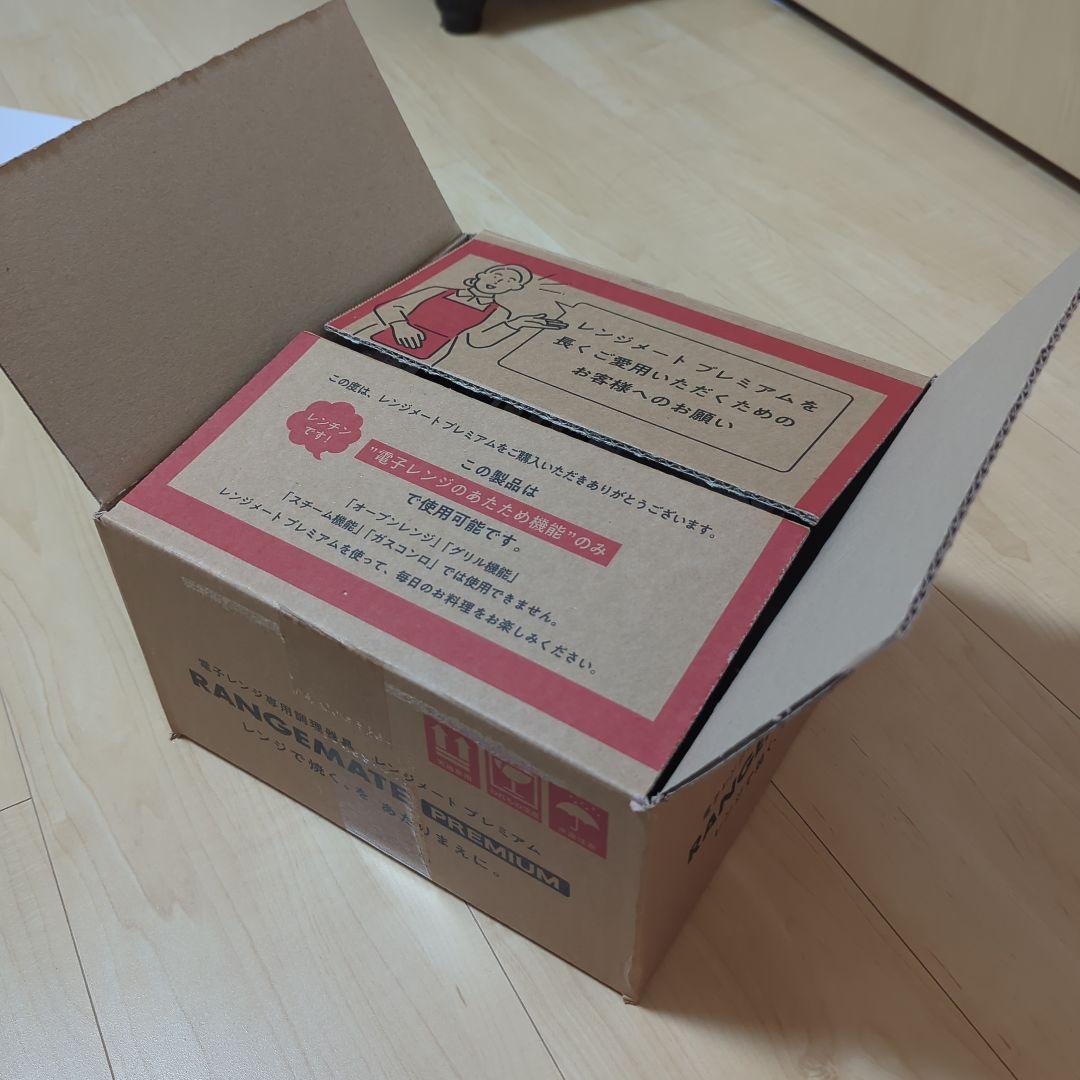 レンジメート プレミアムを
長くご愛用いただくための
お客様へのお願い
この度は、レンジメートプレミアムをご購入いただきありがとうございます。
レンチン
です!
この製品は
"電子レンジのあたため機能"のみ
で使用可能です。
「オーブンレンジ」「グリル機能」
「スチーム機能」「ガスコンロ」では使用できません。
レンジメート プレミアムを使って、毎日のお料理をお楽しみください。
電子レンジ専用調理器具 レンジメート プレミアム
RANGEMATE PREMIUM
レンジで焼く、を あたりまえに。